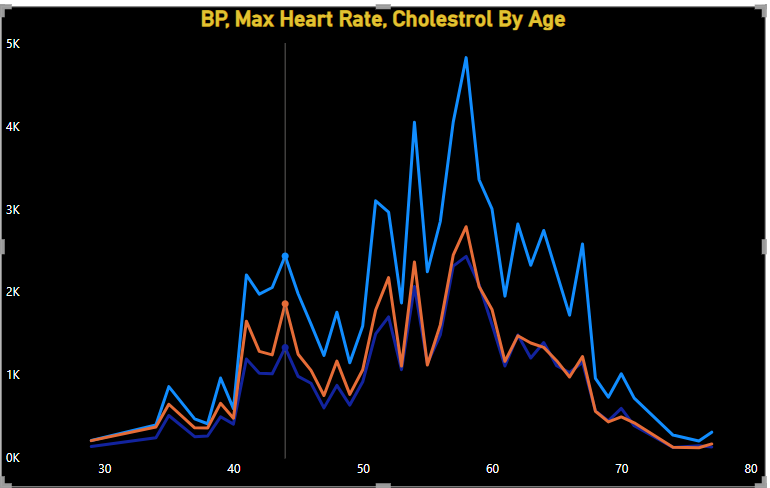 BP, Max Heart Rate, Cholestrol By Age
5K
4K
3K
2K
1K
0K
30 40 50 60 70 80